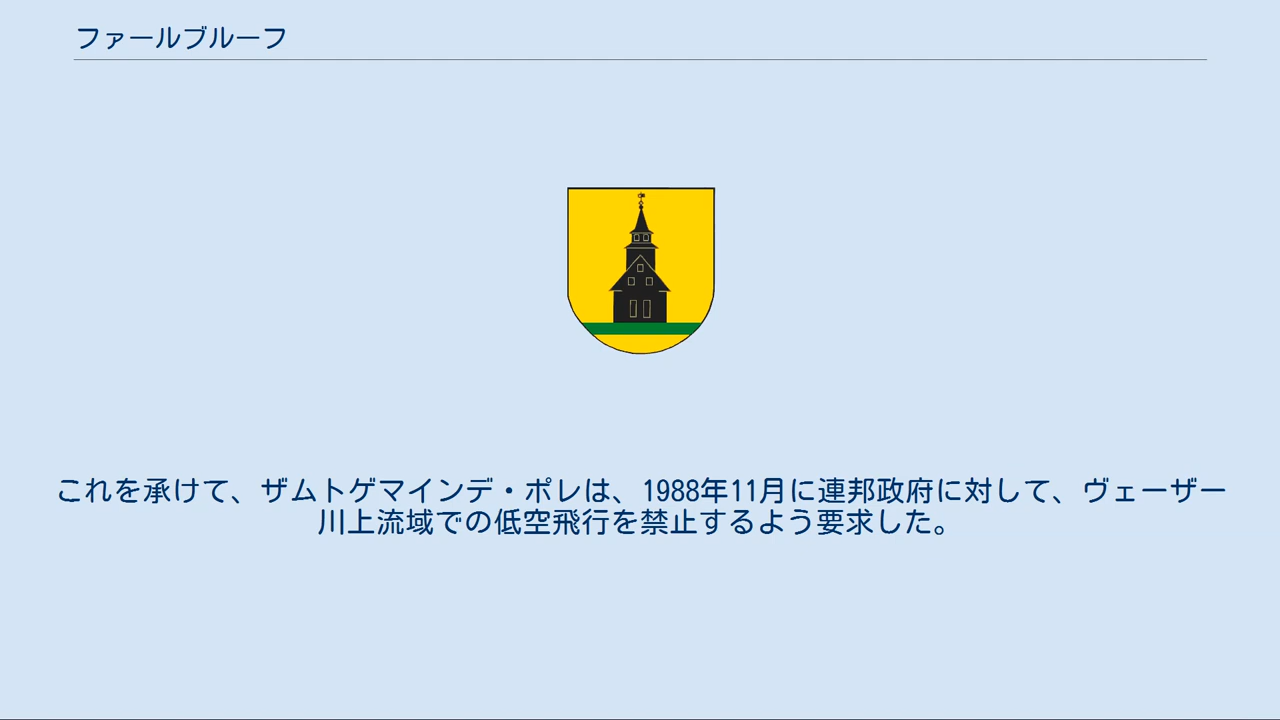 ファールブルーフ
これを承けて、ザムトゲマインデ・ポレは、1988年11月に連邦政府に対して、ヴェーザー
川上流域での低空飛行を禁止するよう要求した。